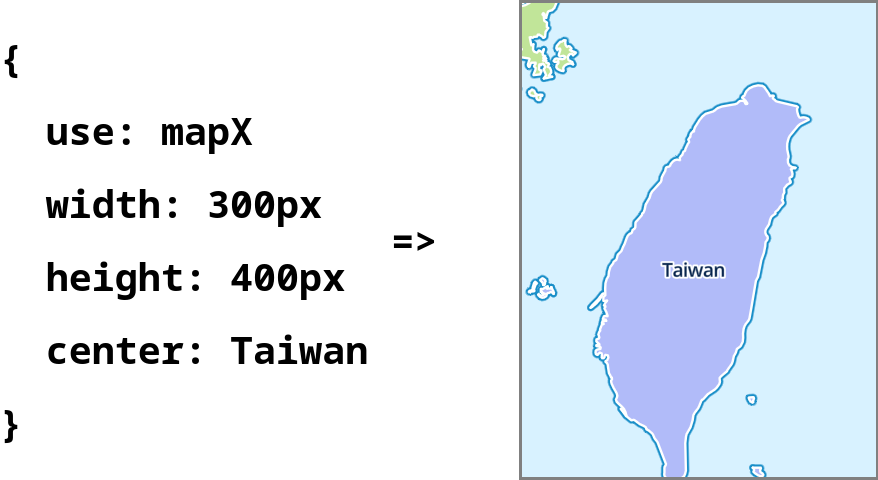 {
use: mapX
width: 300px
=>
height: 400px
center: Taiwan
}
Taiwan